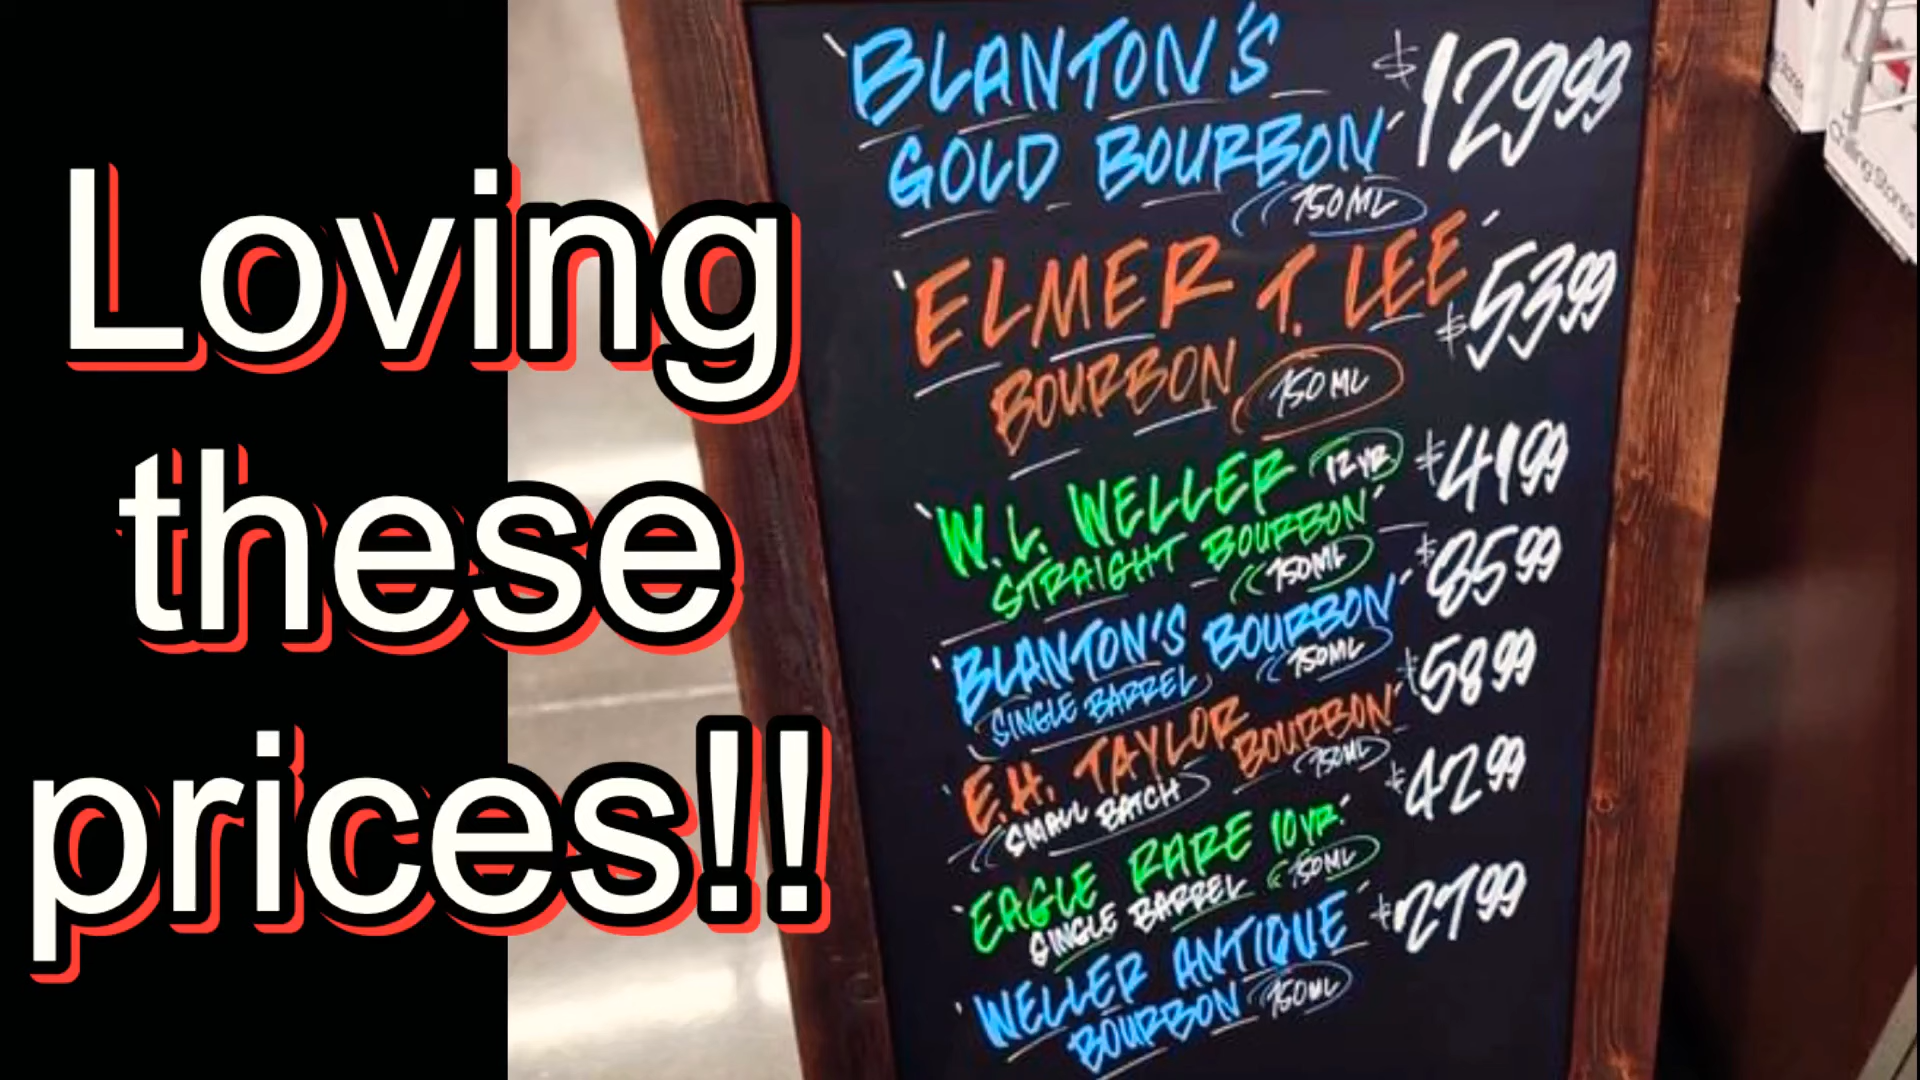 Loving
these
prices!!
'BLANTON'S
GOLD BOURBON' $129.99
750ML
'ELMER T. LEE'
BOURBON 750ML $53.99
'W.L. WELLER 12YR
STRAIGHT BOURBON' $41.99
750ML
'BLANTON'S BOURBON' $85.99
SINGLE BARREL 750ML
'E.H. TAYLOR BOURBON' $58.99
SMALL BATCH 750ML
'EAGLE RARE 10YR.' $42.99
SINGLE BARREL 750ML
'WELLER ANTIQUE' $27.99
BOURBON 750ML
Chilling Stones